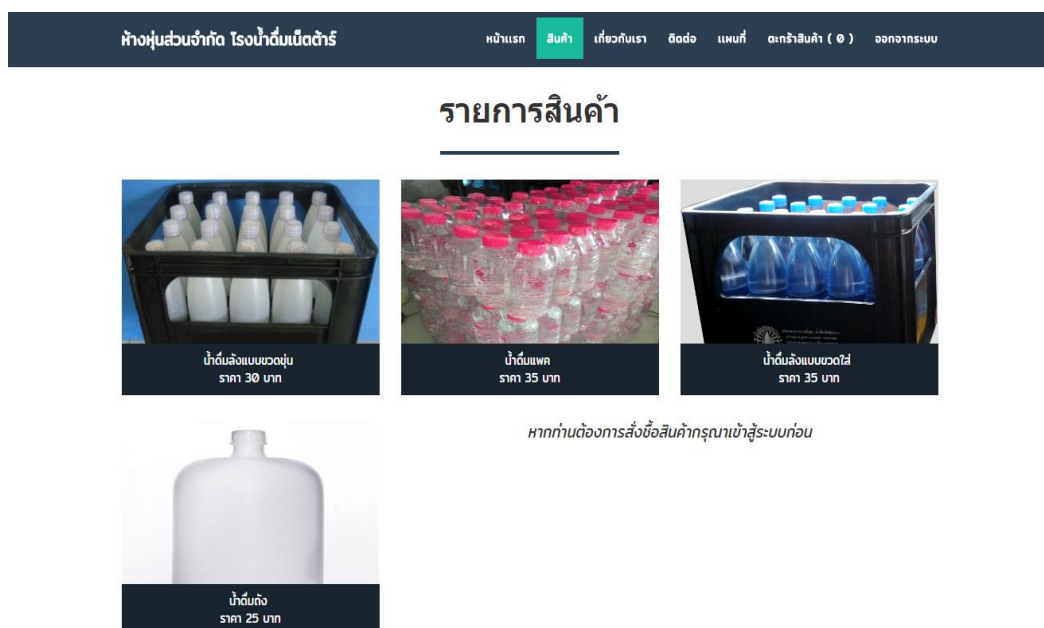 ห้างหุ่นส่วนจำกัด โรงน้ำดื่มเน็ตต้าร์
หน้าแรก สินค้า เกี่ยวกับเรา ติดต่อ แผนที่ ตะกร้าสินค้า ( 0 ) ออกจากระบบ
รายการสินค้า
น้ำดื่มลังแบบขวดขุ่น
ราคา 30 บาท
น้ำดื่มแพค
ราคา 35 บาท
น้ำดื่มลังแบบขวดใส่
ราคา 35 บาท
หากท่านต้องการสั่งซื้อสินค้ากรุณาเข้าสู้ระบบก่อน
น้ำดื่มถัง
ราคา 25 บาท